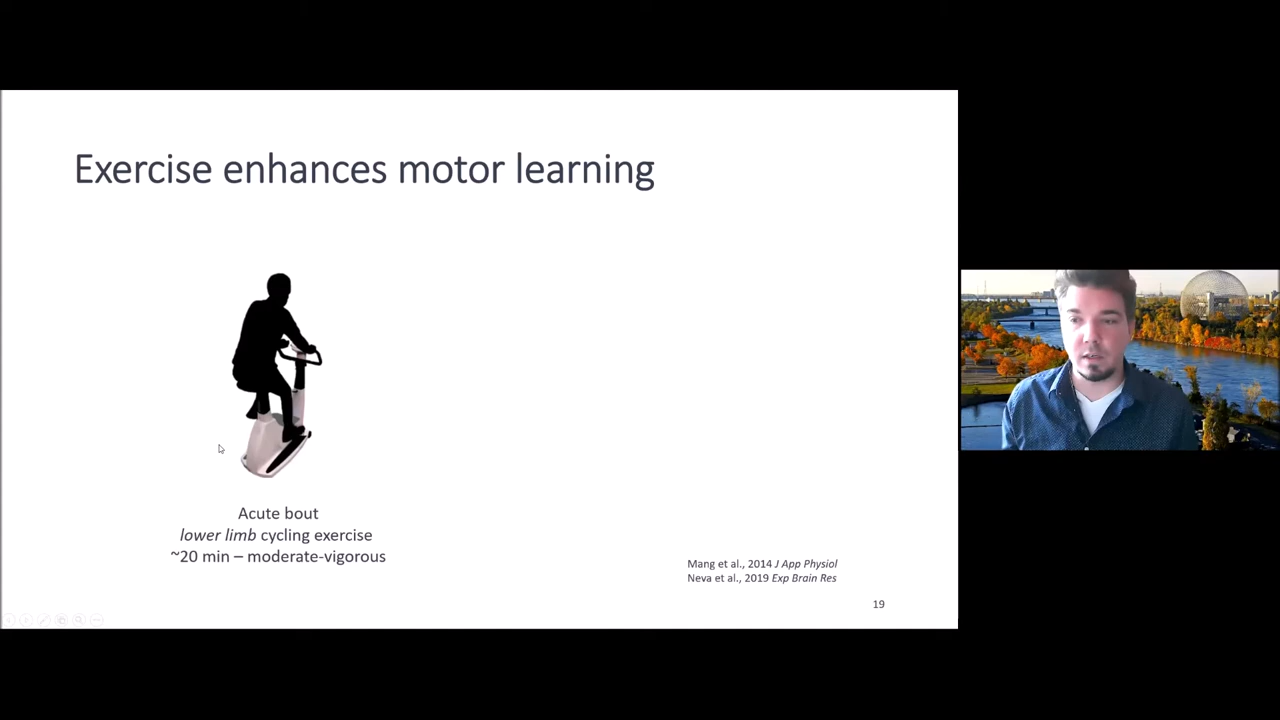 Exercise enhances motor learning
Acute bout
lower limb cycling exercise
~20 min – moderate-vigorous
Mang et al., 2014 J App Physiol
Neva et al., 2019 Exp Brain Res
19